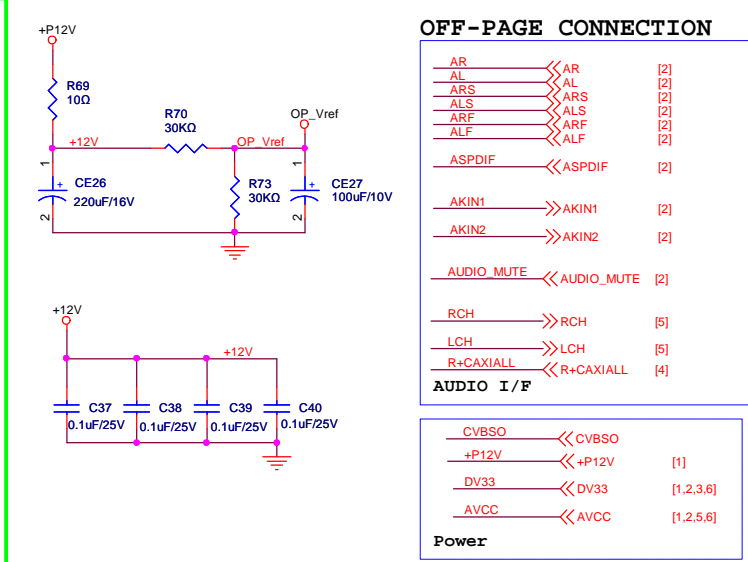 +P12V
R69
10Ω
+12V
R70
30KΩ
OP_Vref
OP_Vref
1
+
CE26
220uF/16V
2
R73
30KΩ
1
+
CE27
100uF/10V
2
+12V
+12V
C37
0.1uF/25V
C38
0.1uF/25V
C39
0.1uF/25V
C40
0.1uF/25V
OFF-PAGE CONNECTION
AR AR [2]
AL AL [2]
ARS ARS [2]
ALS ALS [2]
ARF ARF [2]
ALF ALF [2]
ASPDIF ASPDIF [2]
AKIN1 AKIN1 [2]
AKIN2 AKIN2 [2]
AUDIO_MUTE AUDIO_MUTE [2]
RCH RCH [5]
LCH LCH [5]
R+CAXIALL R+CAXIALL [4]
AUDIO I/F
CVBSO CVBSO
+P12V +P12V [1]
DV33 DV33 [1,2,3,6]
AVCC AVCC [1,2,5,6]
Power